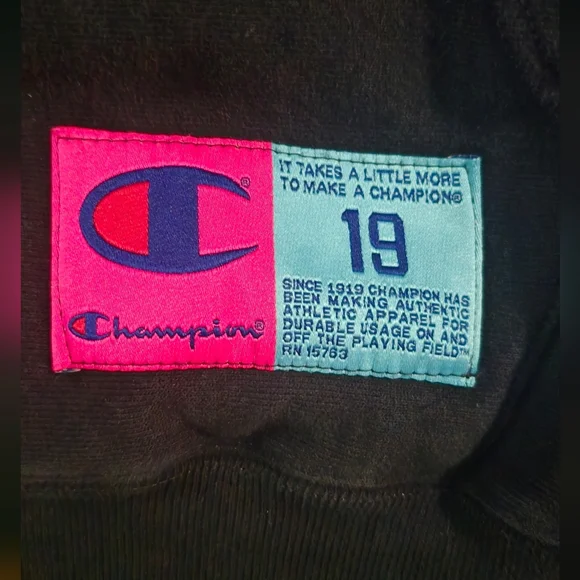 Champion®
IT TAKES A LITTLE MORE
TO MAKE A CHAMPION®
19
SINCE 1919 CHAMPION HAS
BEEN MAKING AUTHENTIC
ATHLETIC APPAREL FOR
DURABLE USAGE ON AND
OFF THE PLAYING FIELD™
RN 15763